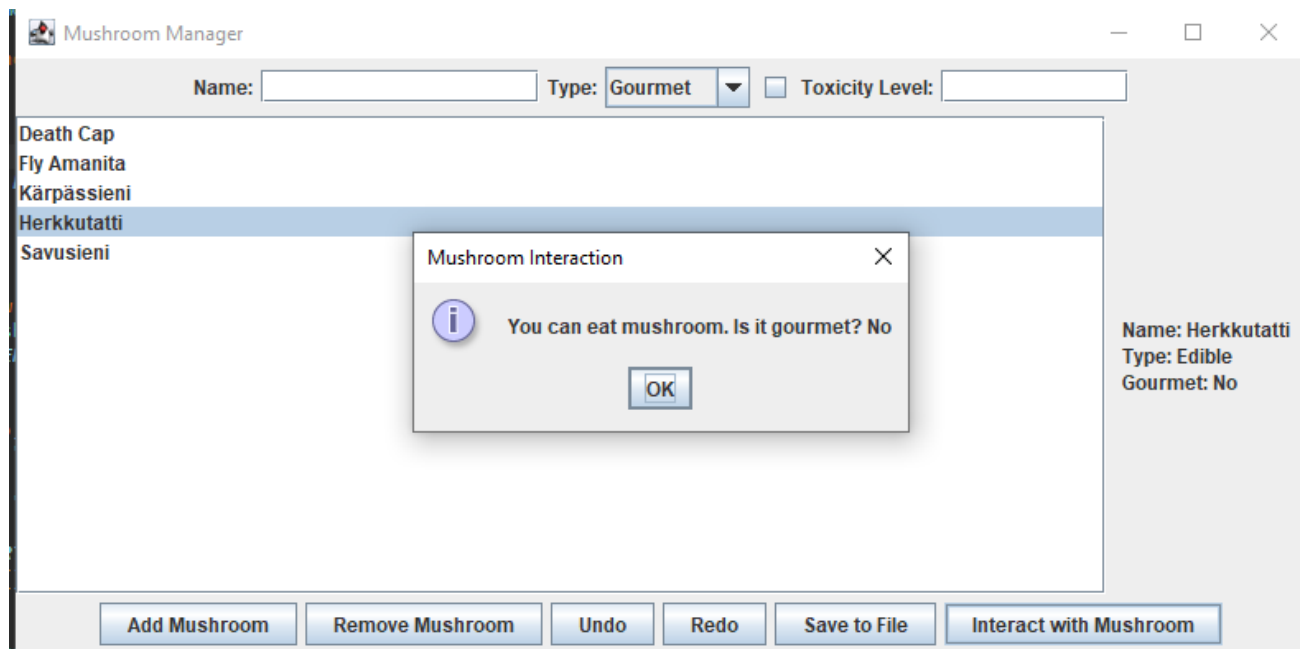 Mushroom Manager
Name: Type: Gourmet Toxicity Level:
Death Cap
Fly Amanita
Kärpässieni
Herkkutatti
Savusieni
Mushroom Interaction
You can eat mushroom. Is it gourmet? No
OK
Name: Herkkutatti
Type: Edible
Gourmet: No
Add Mushroom Remove Mushroom Undo Redo Save to File Interact with Mushroom